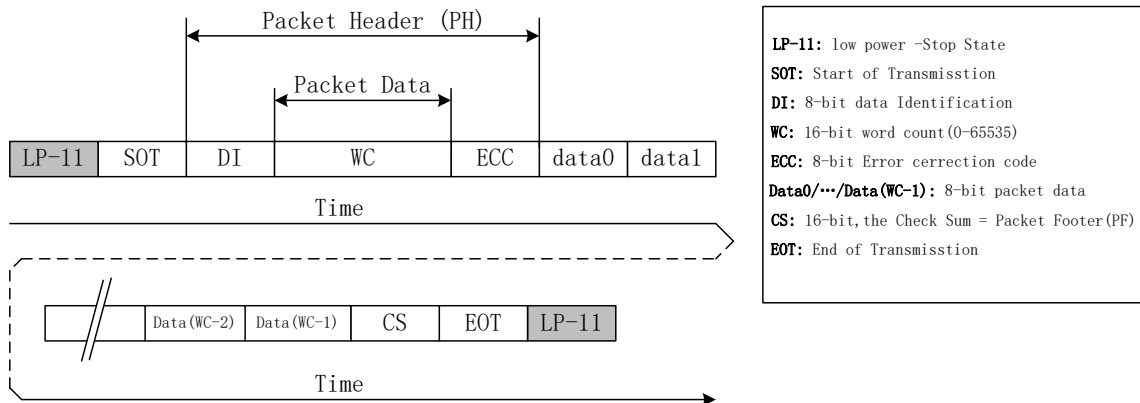 Packet Header (PH)
Packet Data
LP-11 SOT DI WC ECC data0 data1
Time
Data(WC-2) Data(WC-1) CS EOT LP-11
Time
LP-11: low power -Stop State
SOT: Start of Transmisstion
DI: 8-bit data Identification
WC: 16-bit word count(0-65535)
ECC: 8-bit Error cerrection code
Data0/···/Data(WC-1): 8-bit packet data
CS: 16-bit,the Check Sum = Packet Footer(PF)
EOT: End of Transmisstion